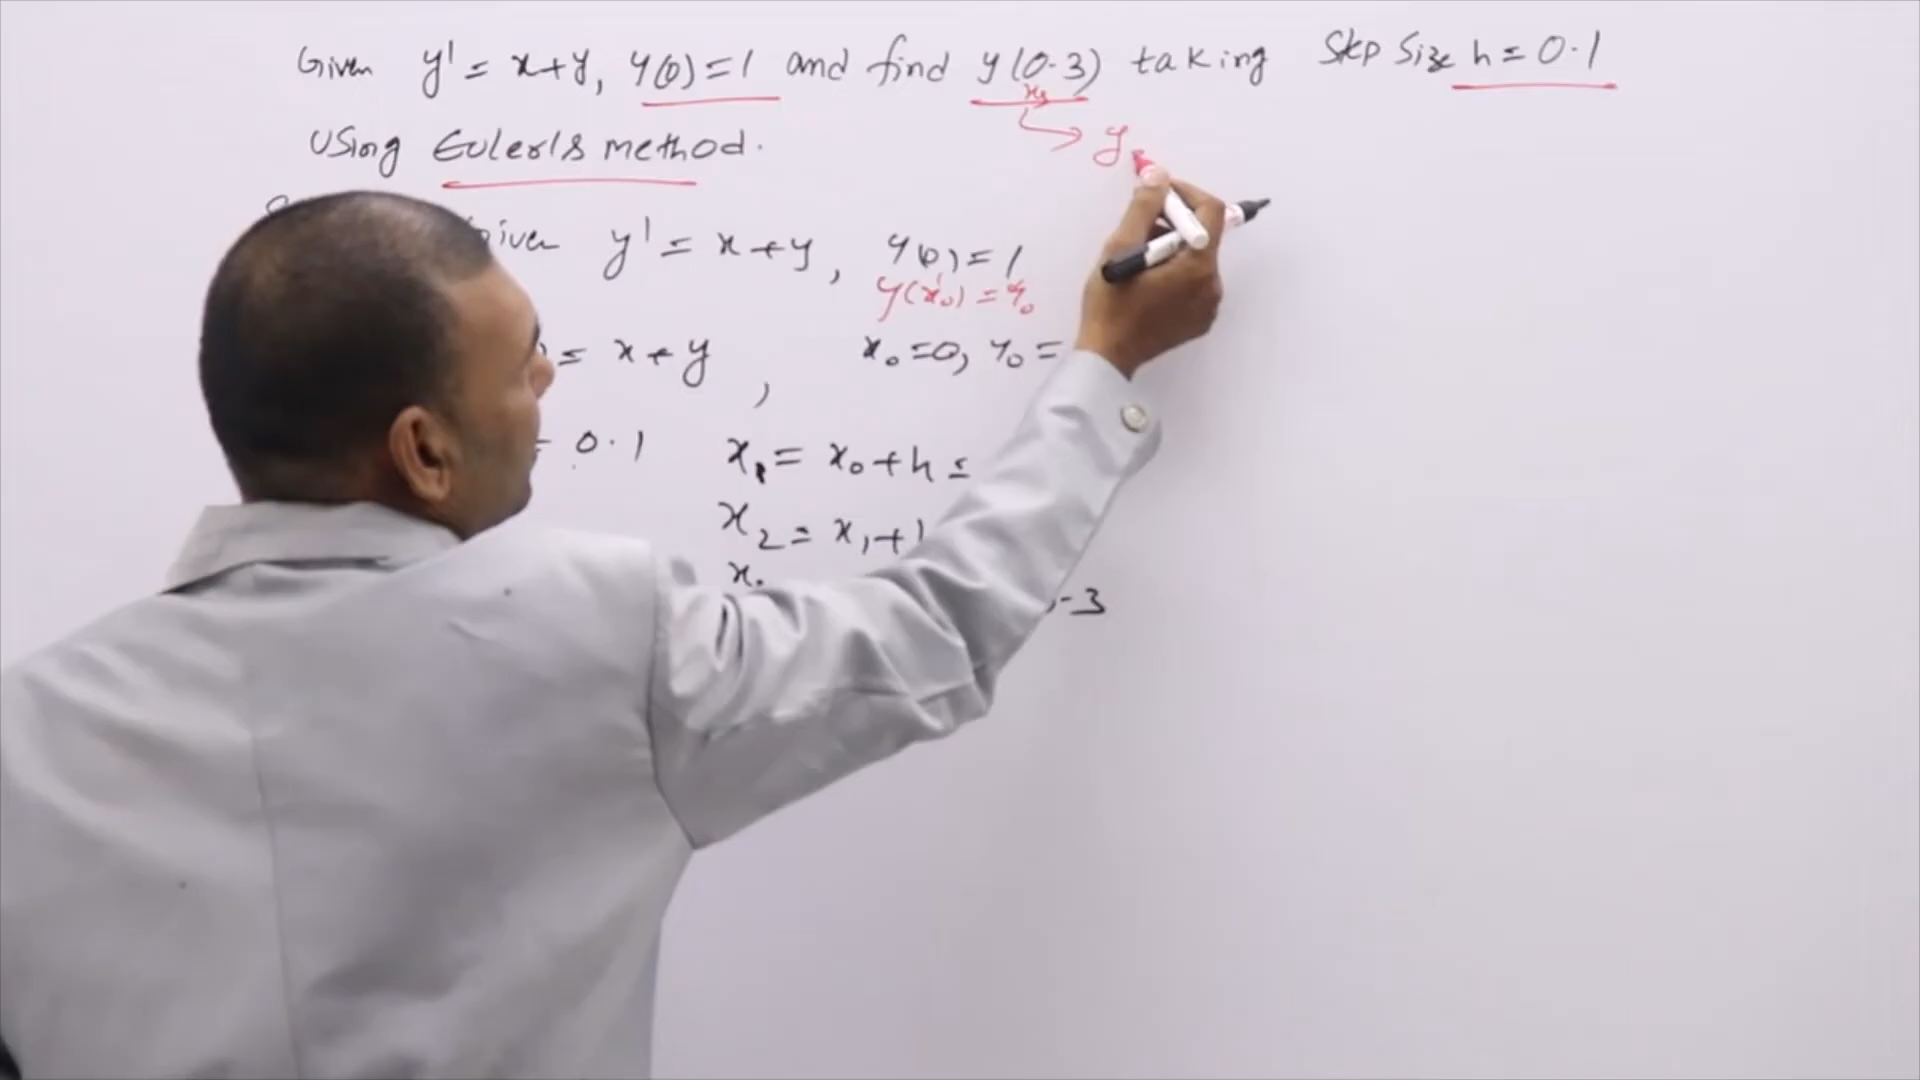 Given y' = x+y, y(0)=1 and find y(0.3) taking Step Size h = 0.1
x3
Using Euler's method.
y
Given y' = x+y, y(0)=1
y(x0) = y0
= x+y, x0=0, y0=
= 0.1 x1 = x0+h =
x2 = x1+
x
.3